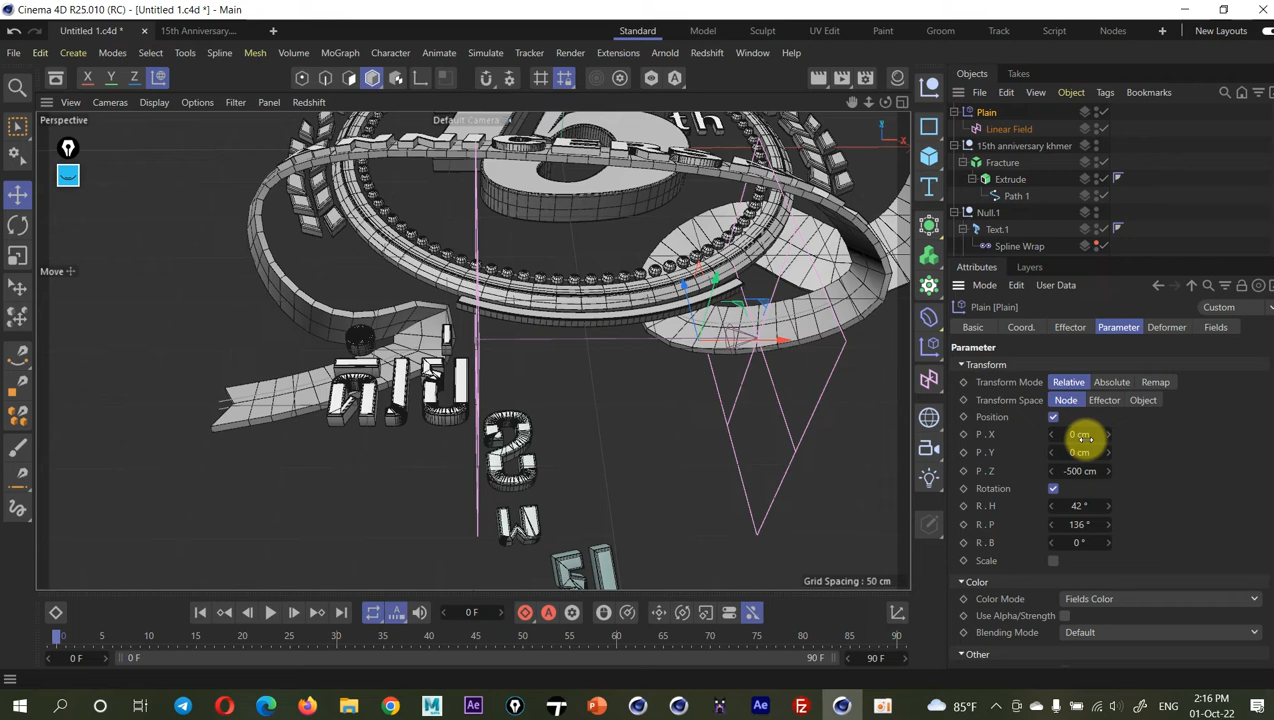 Cinema 4D R25.010 (RC) - [Untitled 1.c4d *] - Main
Untitled 1.c4d *
15th Anniversary....
Standard
Model
Sculpt
UV Edit
Paint
Groom
Track
Script
Nodes
New Layouts
File Edit Create Modes Select Tools Spline Mesh Volume MoGraph Character Animate Simulate Tracker Render Extensions Arnold Redshift Window Help
X Y Z
Objects Takes
View Cameras Display Options Filter Panel Redshift
File Edit View Object Tags Bookmarks
Perspective
Default Camera
th
Y
X
Plain
Linear Field
15th anniversary khmer
Fracture
Extrude
Path 1
Null.1
Text.1
Spline Wrap
Move
Attributes Layers
Mode Edit User Data
Plain [Plain]
Custom
Basic Coord. Effector Parameter Deformer Fields
Parameter
Transform
Transform Mode Relative Absolute Remap
Transform Space Node Effector Object
Position
P . X 0 cm
P . Y 0 cm
P . Z -500 cm
Rotation
R . H 42 °
R . P 136 °
R . B 0 °
Scale
Grid Spacing : 50 cm
Color
Color Mode Fields Color
Use Alpha/Strength
Blending Mode Default
Other
0 F
0 5 10 15 20 25 30 35 40 45 50 55 60 65 70 75 80 85 90
0 F 0 F 90 F 90 F
85°F
ENG
2:16 PM
01-Oct-22